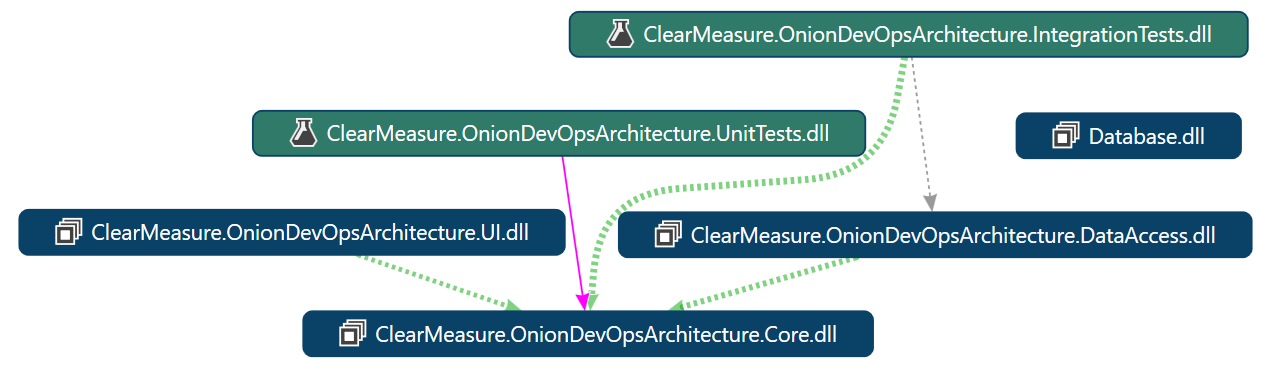 ClearMeasure.OnionDevOpsArchitecture.IntegrationTests.dll
ClearMeasure.OnionDevOpsArchitecture.UnitTests.dll
Database.dll
ClearMeasure.OnionDevOpsArchitecture.UI.dll
ClearMeasure.OnionDevOpsArchitecture.DataAccess.dll
ClearMeasure.OnionDevOpsArchitecture.Core.dll